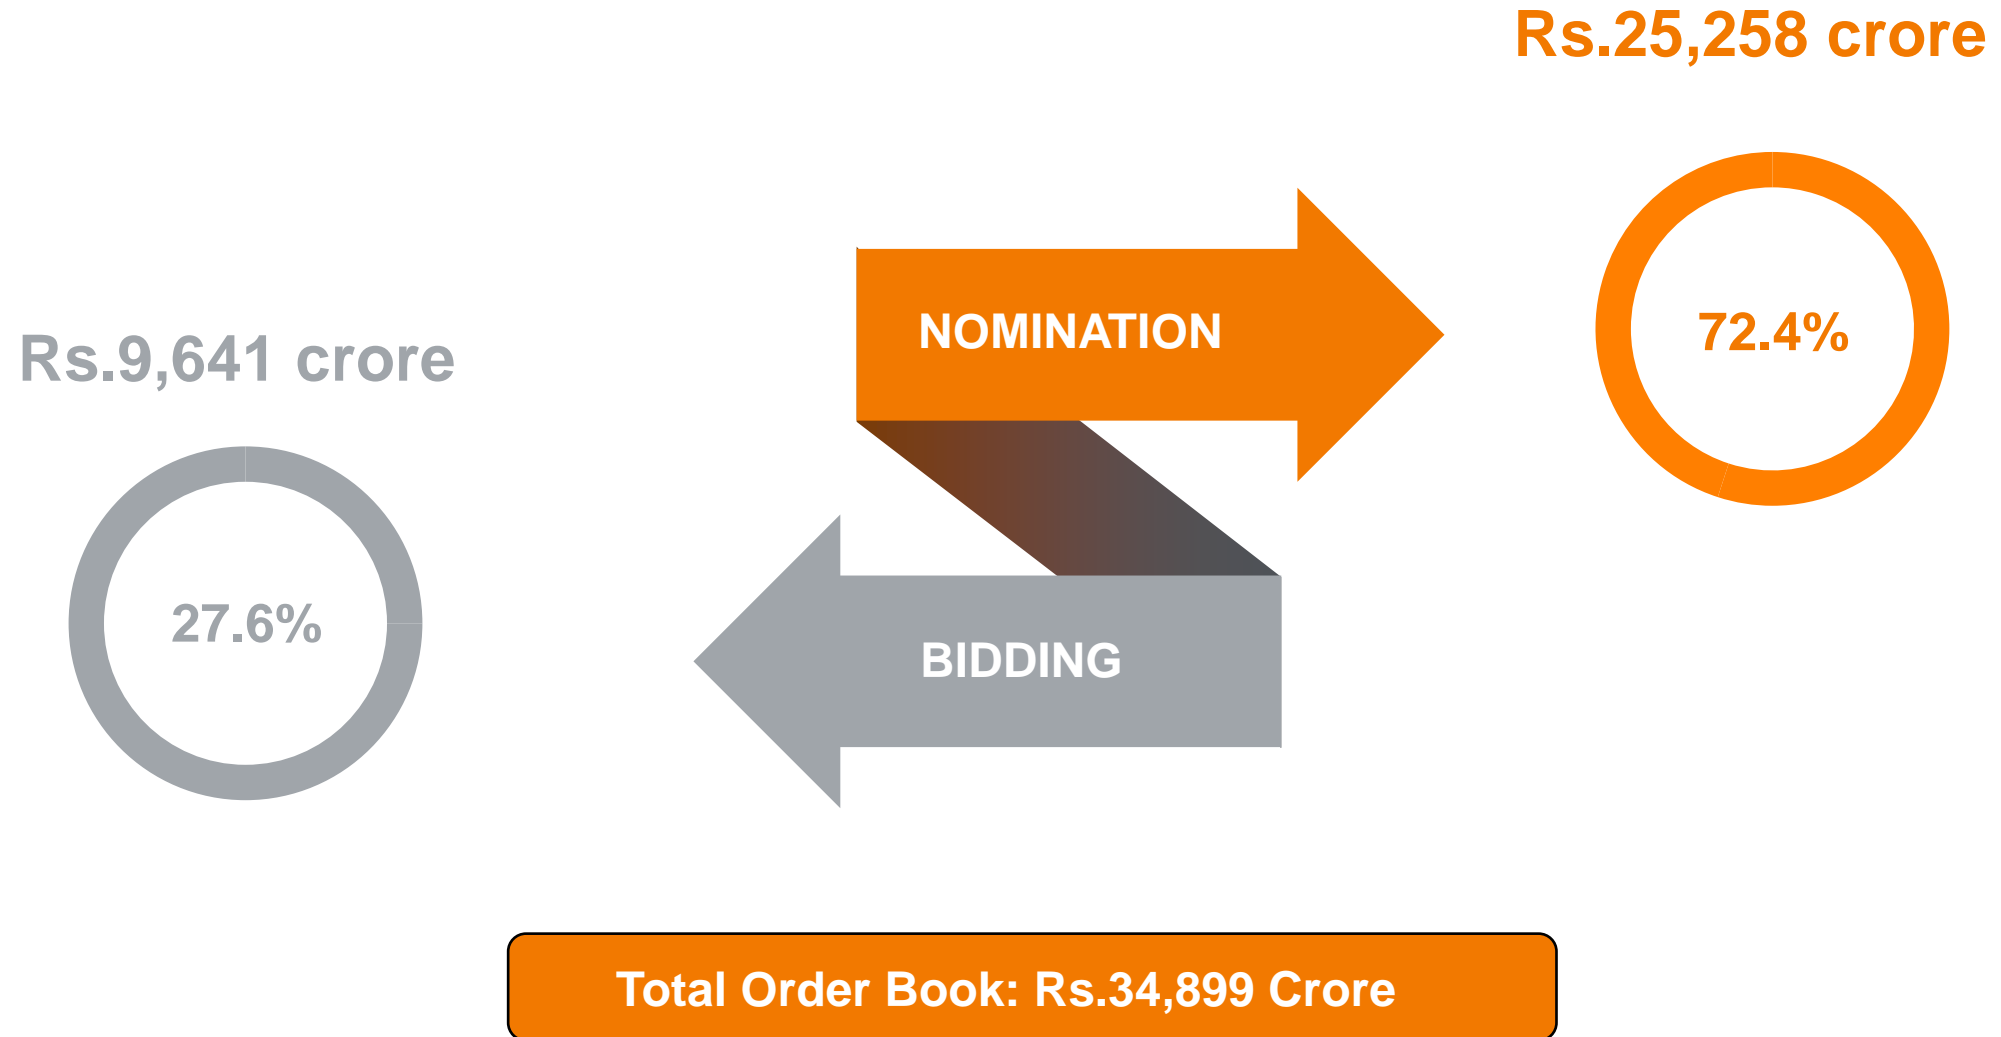 Rs.25,258 crore
NOMINATION
72.4%
Rs.9,641 crore
27.6%
BIDDING
Total Order Book: Rs.34,899 Crore